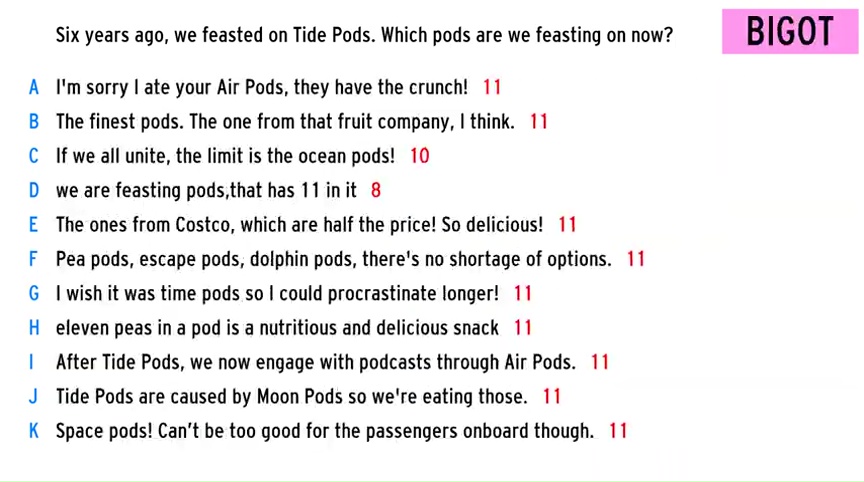 Six years ago, we feasted on Tide Pods. Which pods are we feasting on now?
BIGOT
A I'm sorry I ate your Air Pods, they have the crunch! 11
B The finest pods. The one from that fruit company, I think. 11
C If we all unite, the limit is the ocean pods! 10
D we are feasting pods,that has 11 in it 8
E The ones from Costco, which are half the price! So delicious! 11
F Pea pods, escape pods, dolphin pods, there's no shortage of options. 11
G I wish it was time pods so I could procrastinate longer! 11
H eleven peas in a pod is a nutritious and delicious snack 11
I After Tide Pods, we now engage with podcasts through Air Pods. 11
J Tide Pods are caused by Moon Pods so we're eating those. 11
K Space pods! Can't be too good for the passengers onboard though. 11